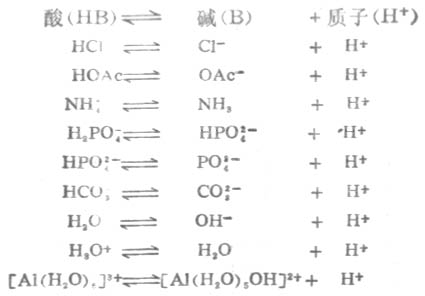 酸(HB) ⇌ 碱(B) + 质子(H⁺)
HCl ⇌ Cl⁻ + H⁺
HOAc ⇌ OAc⁻ + H⁺
NH₄⁺ ⇌ NH₃ + H⁺
H₂PO₄⁻ ⇌ HPO₄²⁻ + H⁺
HPO₄²⁻ ⇌ PO₄³⁻ + H⁺
HCO₃⁻ ⇌ CO₃²⁻ + H⁺
H₂O ⇌ OH⁻ + H⁺
H₃O⁺ ⇌ H₂O + H⁺
[Al(H₂O)₆]³⁺ ⇌ [Al(H₂O)₅OH]²⁺ + H⁺